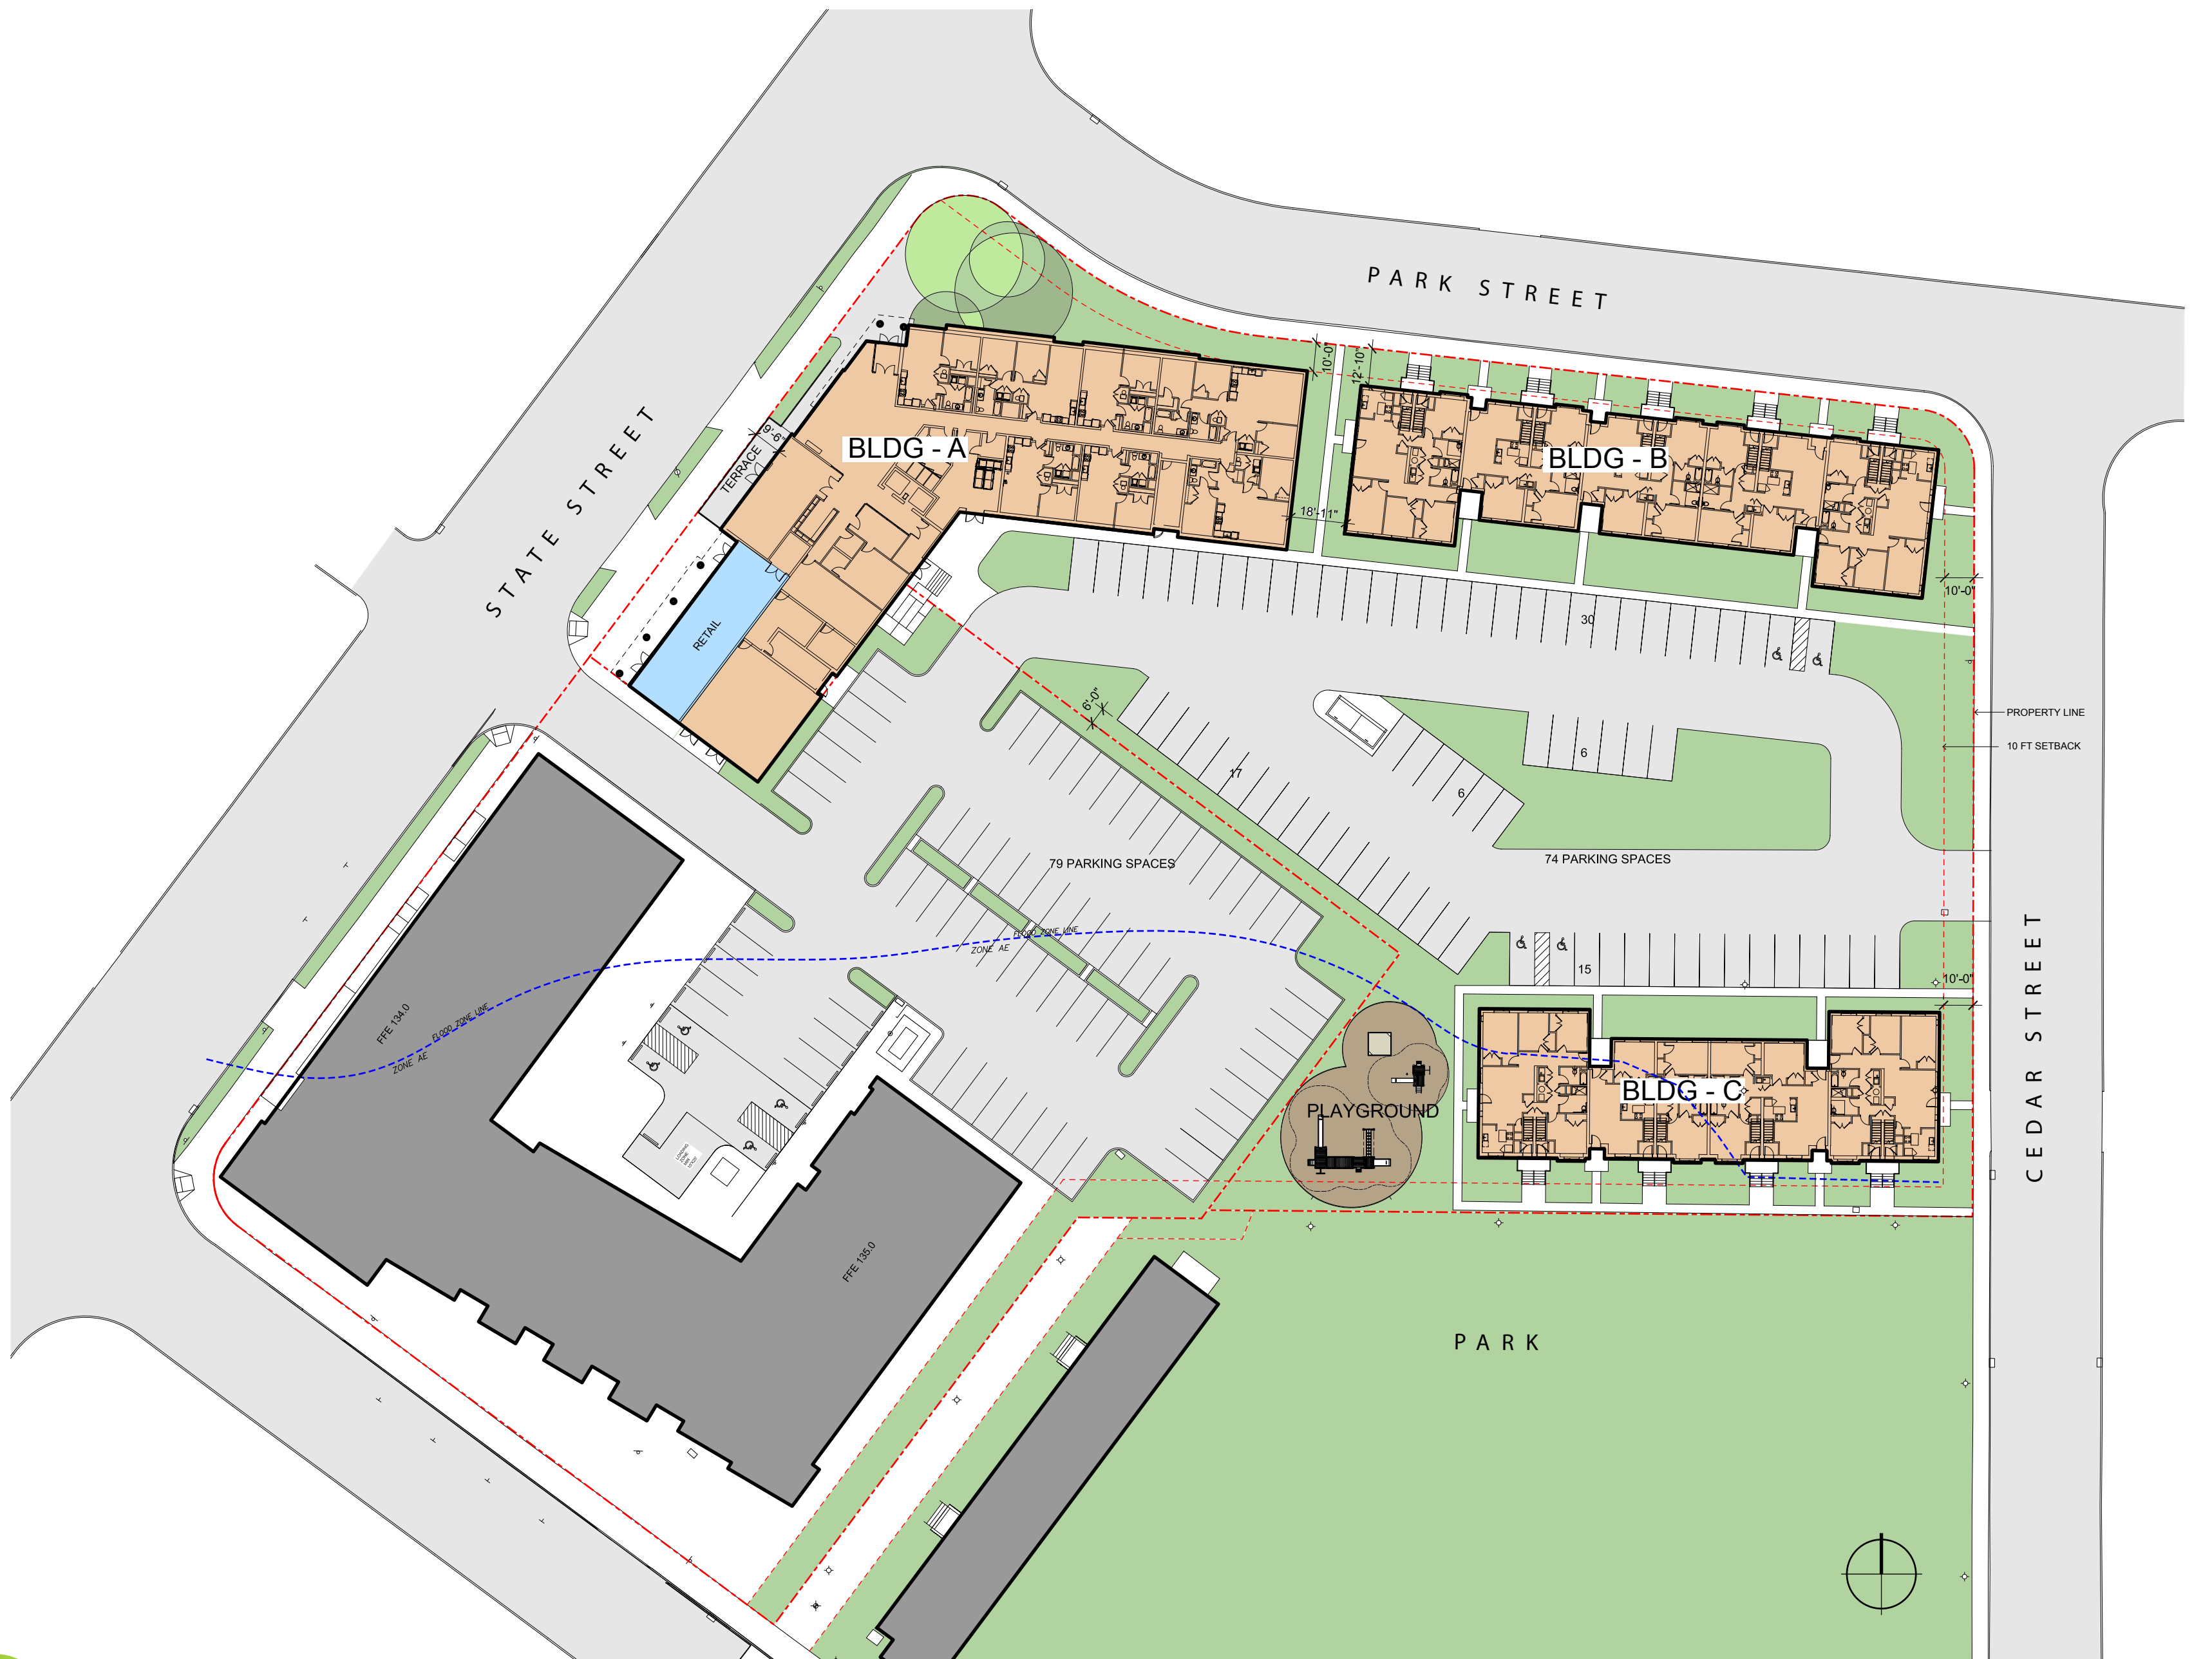 PARK STREET
STATE STREET
10'-0"
12'-10"
BLDG - A
BLDG - B
9'-6"
TERRACE
18'-11"
10'-0"
RETAIL
30
6'-0"
PROPERTY LINE
10 FT SETBACK
6
17
6
79 PARKING SPACES
74 PARKING SPACES
FLOOD ZONE LINE
ZONE AE
15
10'-0"
CEDAR STREET
FFE 134.0
FLOOD ZONE LINE
ZONE AE
BLDG - C
PLAYGROUND
LOADING
ZONE
FFE 135.0
PARK